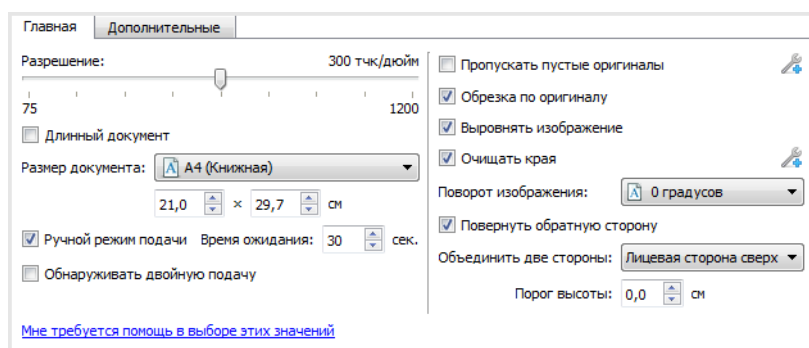 Главная Дополнительные
Разрешение: 300 тчк/дюйм
75 1200
Длинный документ
Размер документа: A4 (Книжная)
21,0 × 29,7 см
Ручной режим подачи Время ожидания: 30 сек.
Обнаруживать двойную подачу
Мне требуется помощь в выборе этих значений
Пропускать пустые оригиналы
Обрезка по оригиналу
Выровнять изображение
Очищать края
Поворот изображения: 0 градусов
Повернуть обратную сторону
Объединить две стороны: Лицевая сторона сверх
Порог высоты: 0,0 см